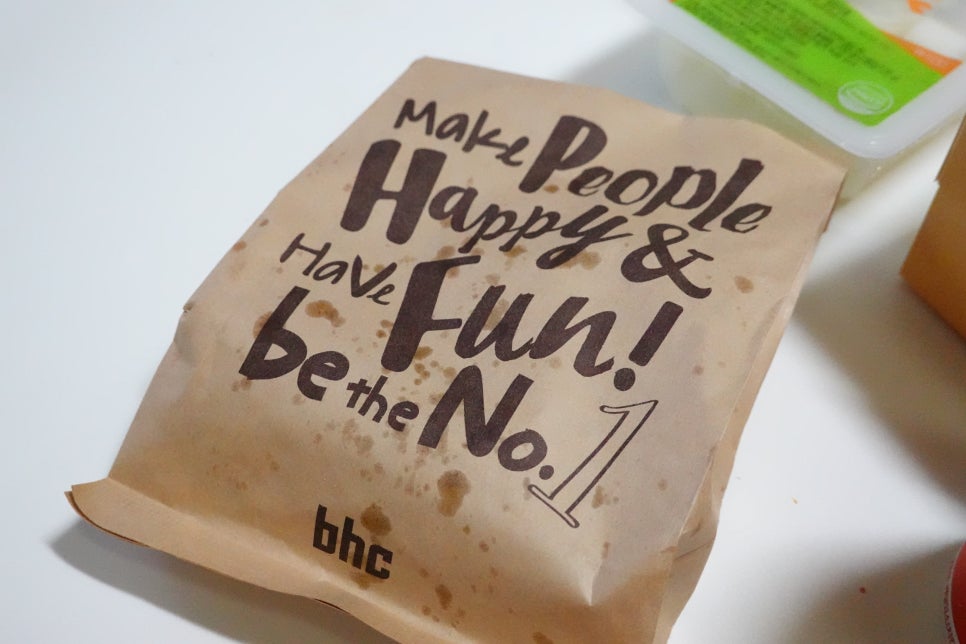 Make People
Happy &
Have Fun!
be the No.1
bhc